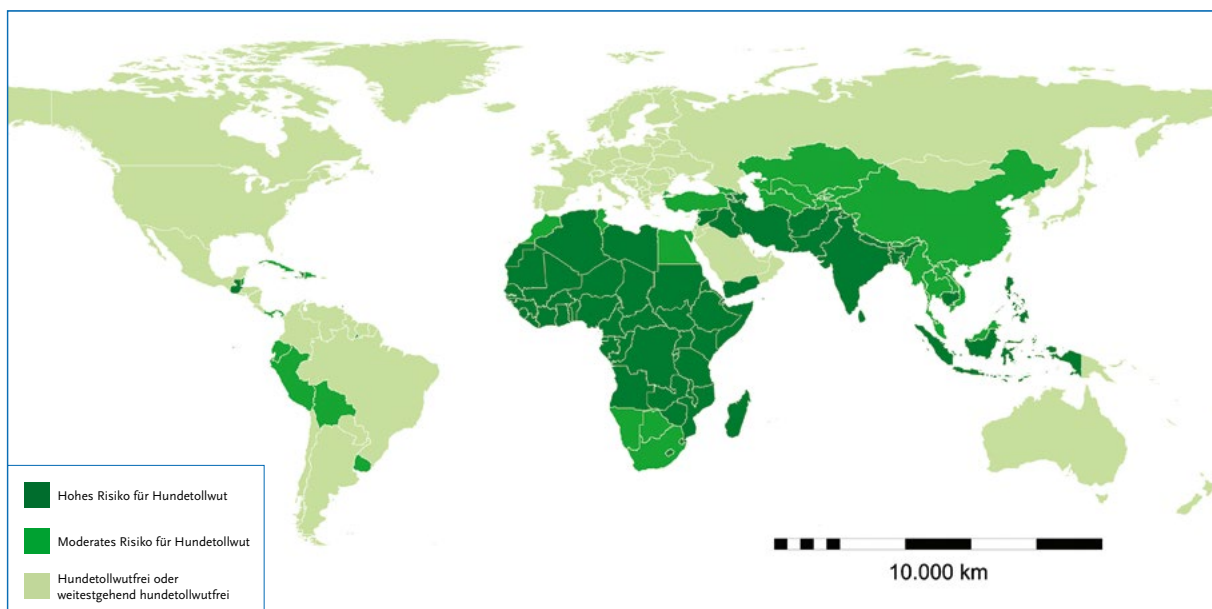 Hohes Risiko für Hundetollwut
Moderates Risiko für Hundetollwut
Hundetollwutfrei oder
weitestgehend hundetollwutfrei
10.000 km